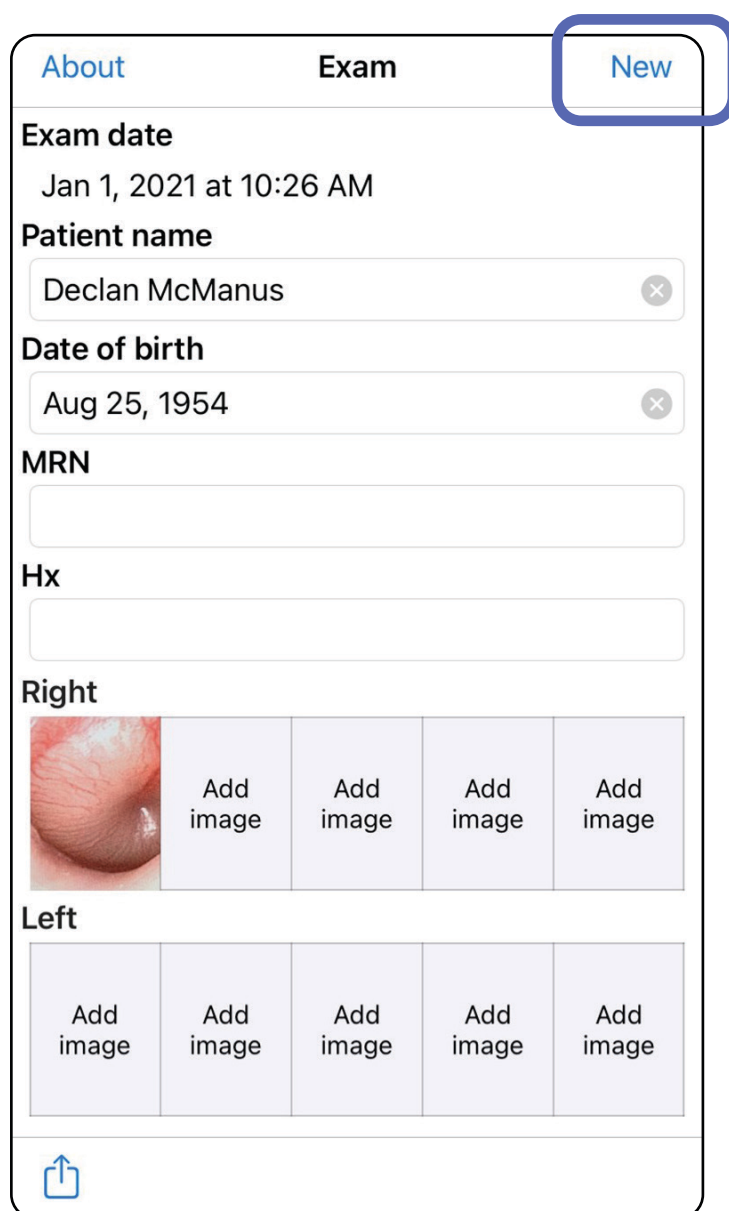 About Exam New
Exam date
Jan 1, 2021 at 10:26 AM
Patient name
Declan McManus
Date of birth
Aug 25, 1954
MRN
Hx
Right
Add image
Add image
Add image
Add image
Left
Add image
Add image
Add image
Add image
Add image